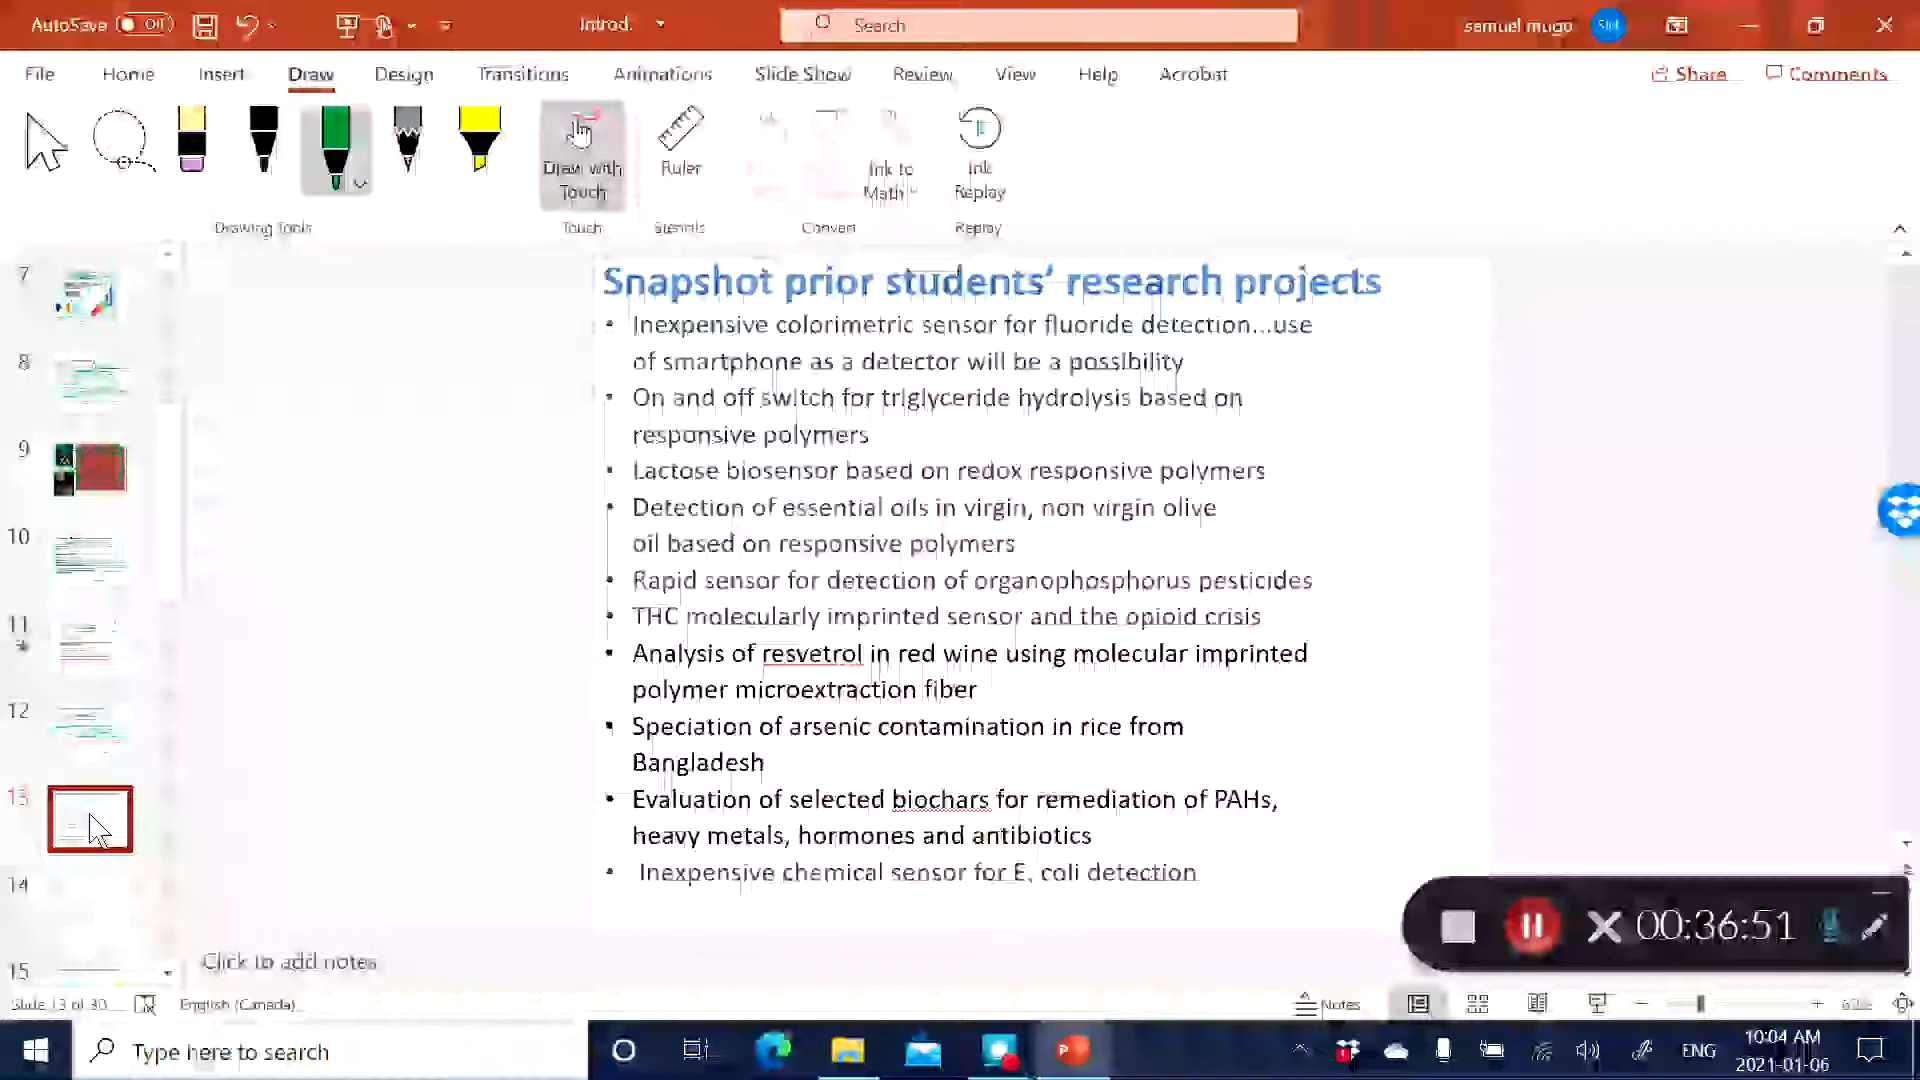 AutoSave Off Introd. Search samuel mugo SM
File Home Insert Draw Design Transitions Animations Slide Show Review View Help Acrobat Share Comments
Draw with Touch
Ruler
Ink to Math
Ink Replay
Drawing Tools Touch Stencils Convert Replay
7
8
9
10
11
12
13
14
15
Snapshot prior students' research projects
• Inexpensive colorimetric sensor for fluoride detection...use
of smartphone as a detector will be a possibility
• On and off switch for triglyceride hydrolysis based on
responsive polymers
• Lactose biosensor based on redox responsive polymers
• Detection of essential oils in virgin, non virgin olive
oil based on responsive polymers
• Rapid sensor for detection of organophosphorus pesticides
• THC molecularly imprinted sensor and the opioid crisis
• Analysis of resvetrol in red wine using molecular imprinted
polymer microextraction fiber
• Speciation of arsenic contamination in rice from
Bangladesh
• Evaluation of selected biochars for remediation of PAHs,
heavy metals, hormones and antibiotics
• Inexpensive chemical sensor for E. coli detection
00:36:51
Click to add notes
Slide 13 of 30 English (Canada) Notes
Type here to search
ENG
10:04 AM
2021-01-06